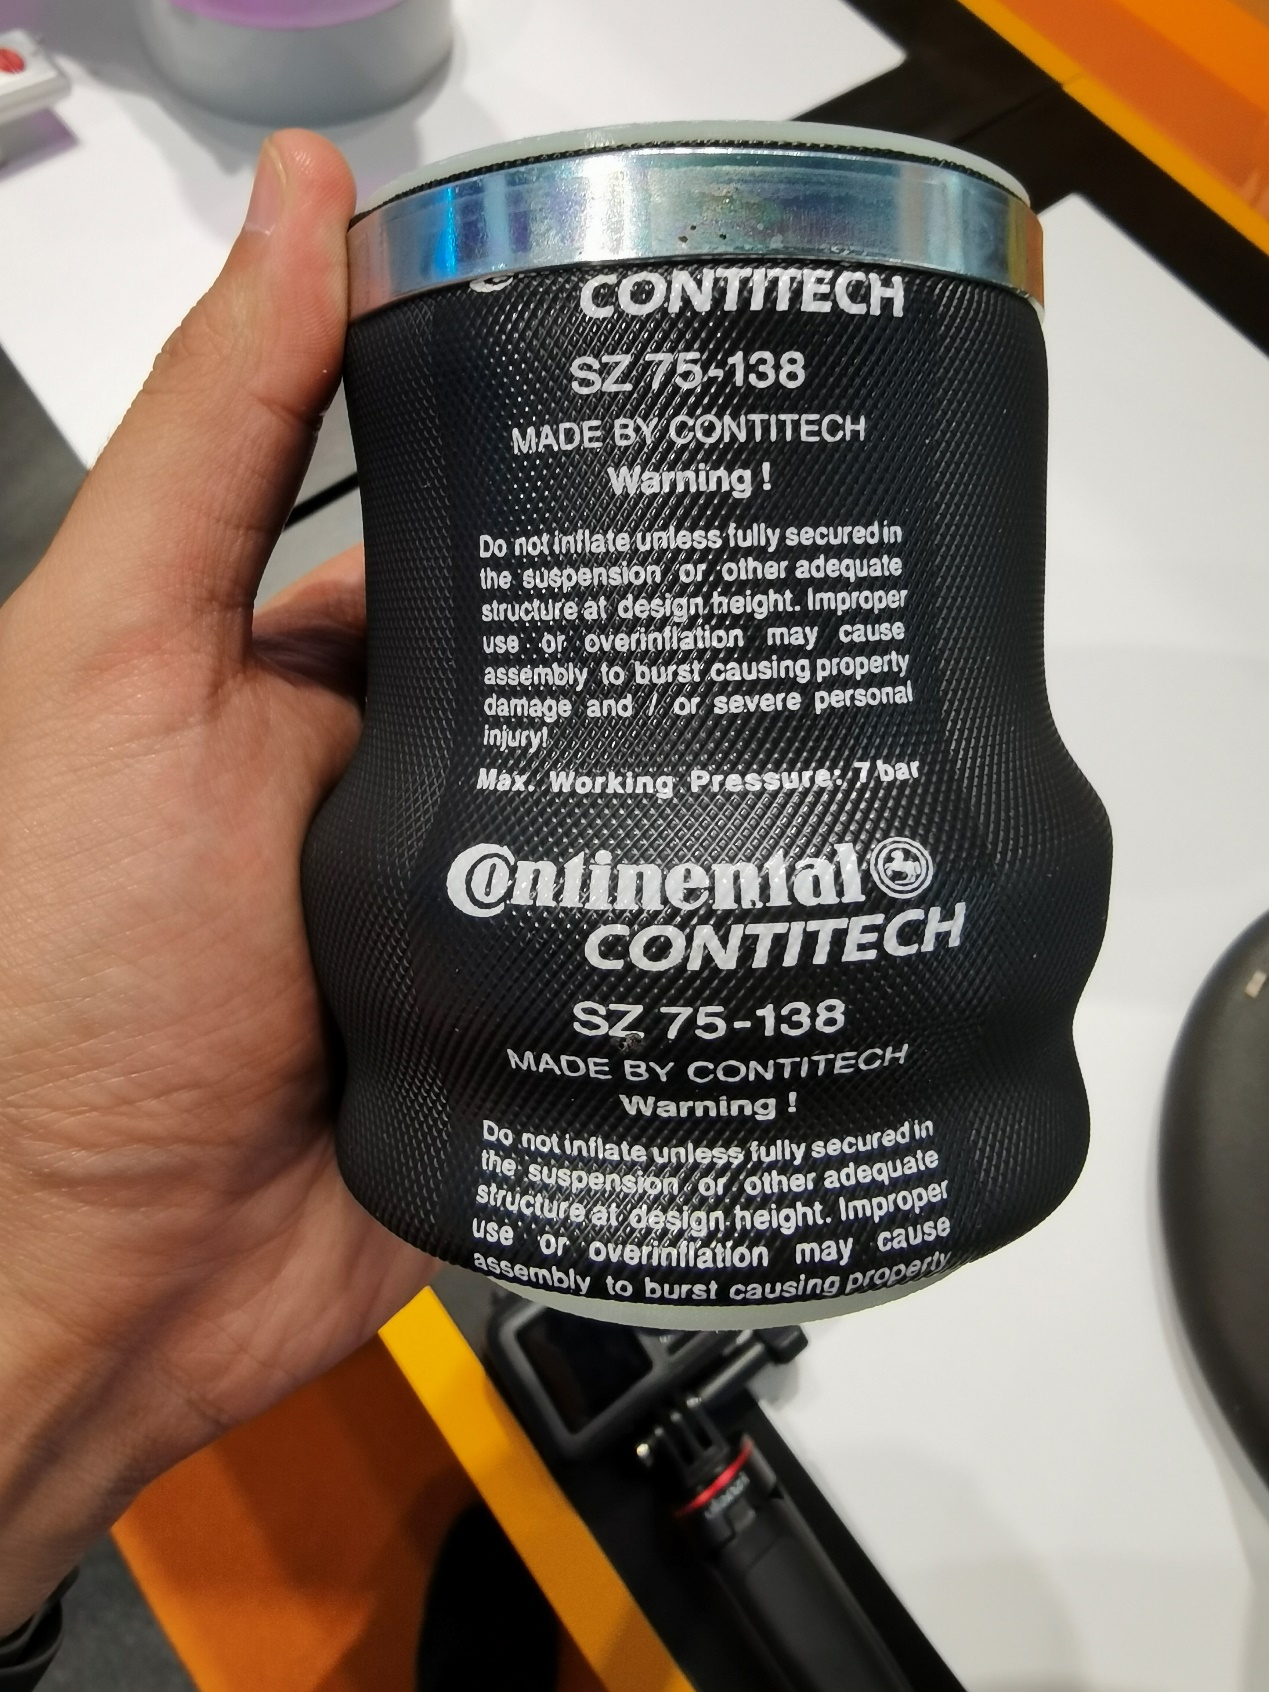 CONTITECH
SZ 75-138
MADE BY CONTITECH
Warning !
Do not inflate unless fully secured in
the suspension or other adequate
structure at design height. Improper
use or overinflation may cause
assembly to burst causing property
damage and / or severe personal
injury!
Max. Working Pressure: 7 bar
Continental
CONTITECH
SZ 75-138
MADE BY CONTITECH
Warning !
Do not inflate unless fully secured in
the suspension or other adequate
structure at design height. Improper
use or overinflation may cause
assembly to burst causing property